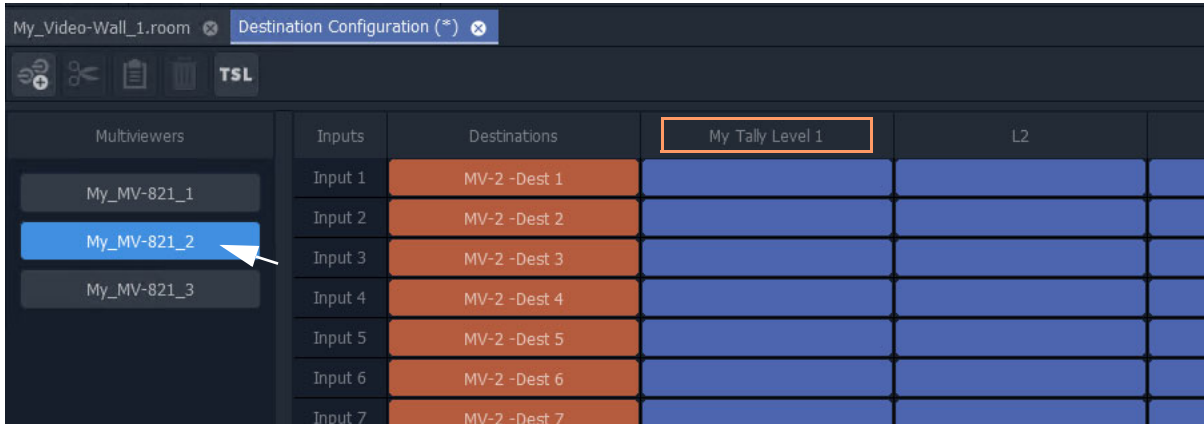 My_Video-Wall_1.room Destination Configuration (*)
TSL
Multiviewers Inputs Destinations My Tally Level 1 L2
My_MV-821_1
My_MV-821_2
My_MV-821_3
Input 1 MV-2 -Dest 1
Input 2 MV-2 -Dest 2
Input 3 MV-2 -Dest 3
Input 4 MV-2 -Dest 4
Input 5 MV-2 -Dest 5
Input 6 MV-2 -Dest 6
Input 7 MV-2 -Dest 7